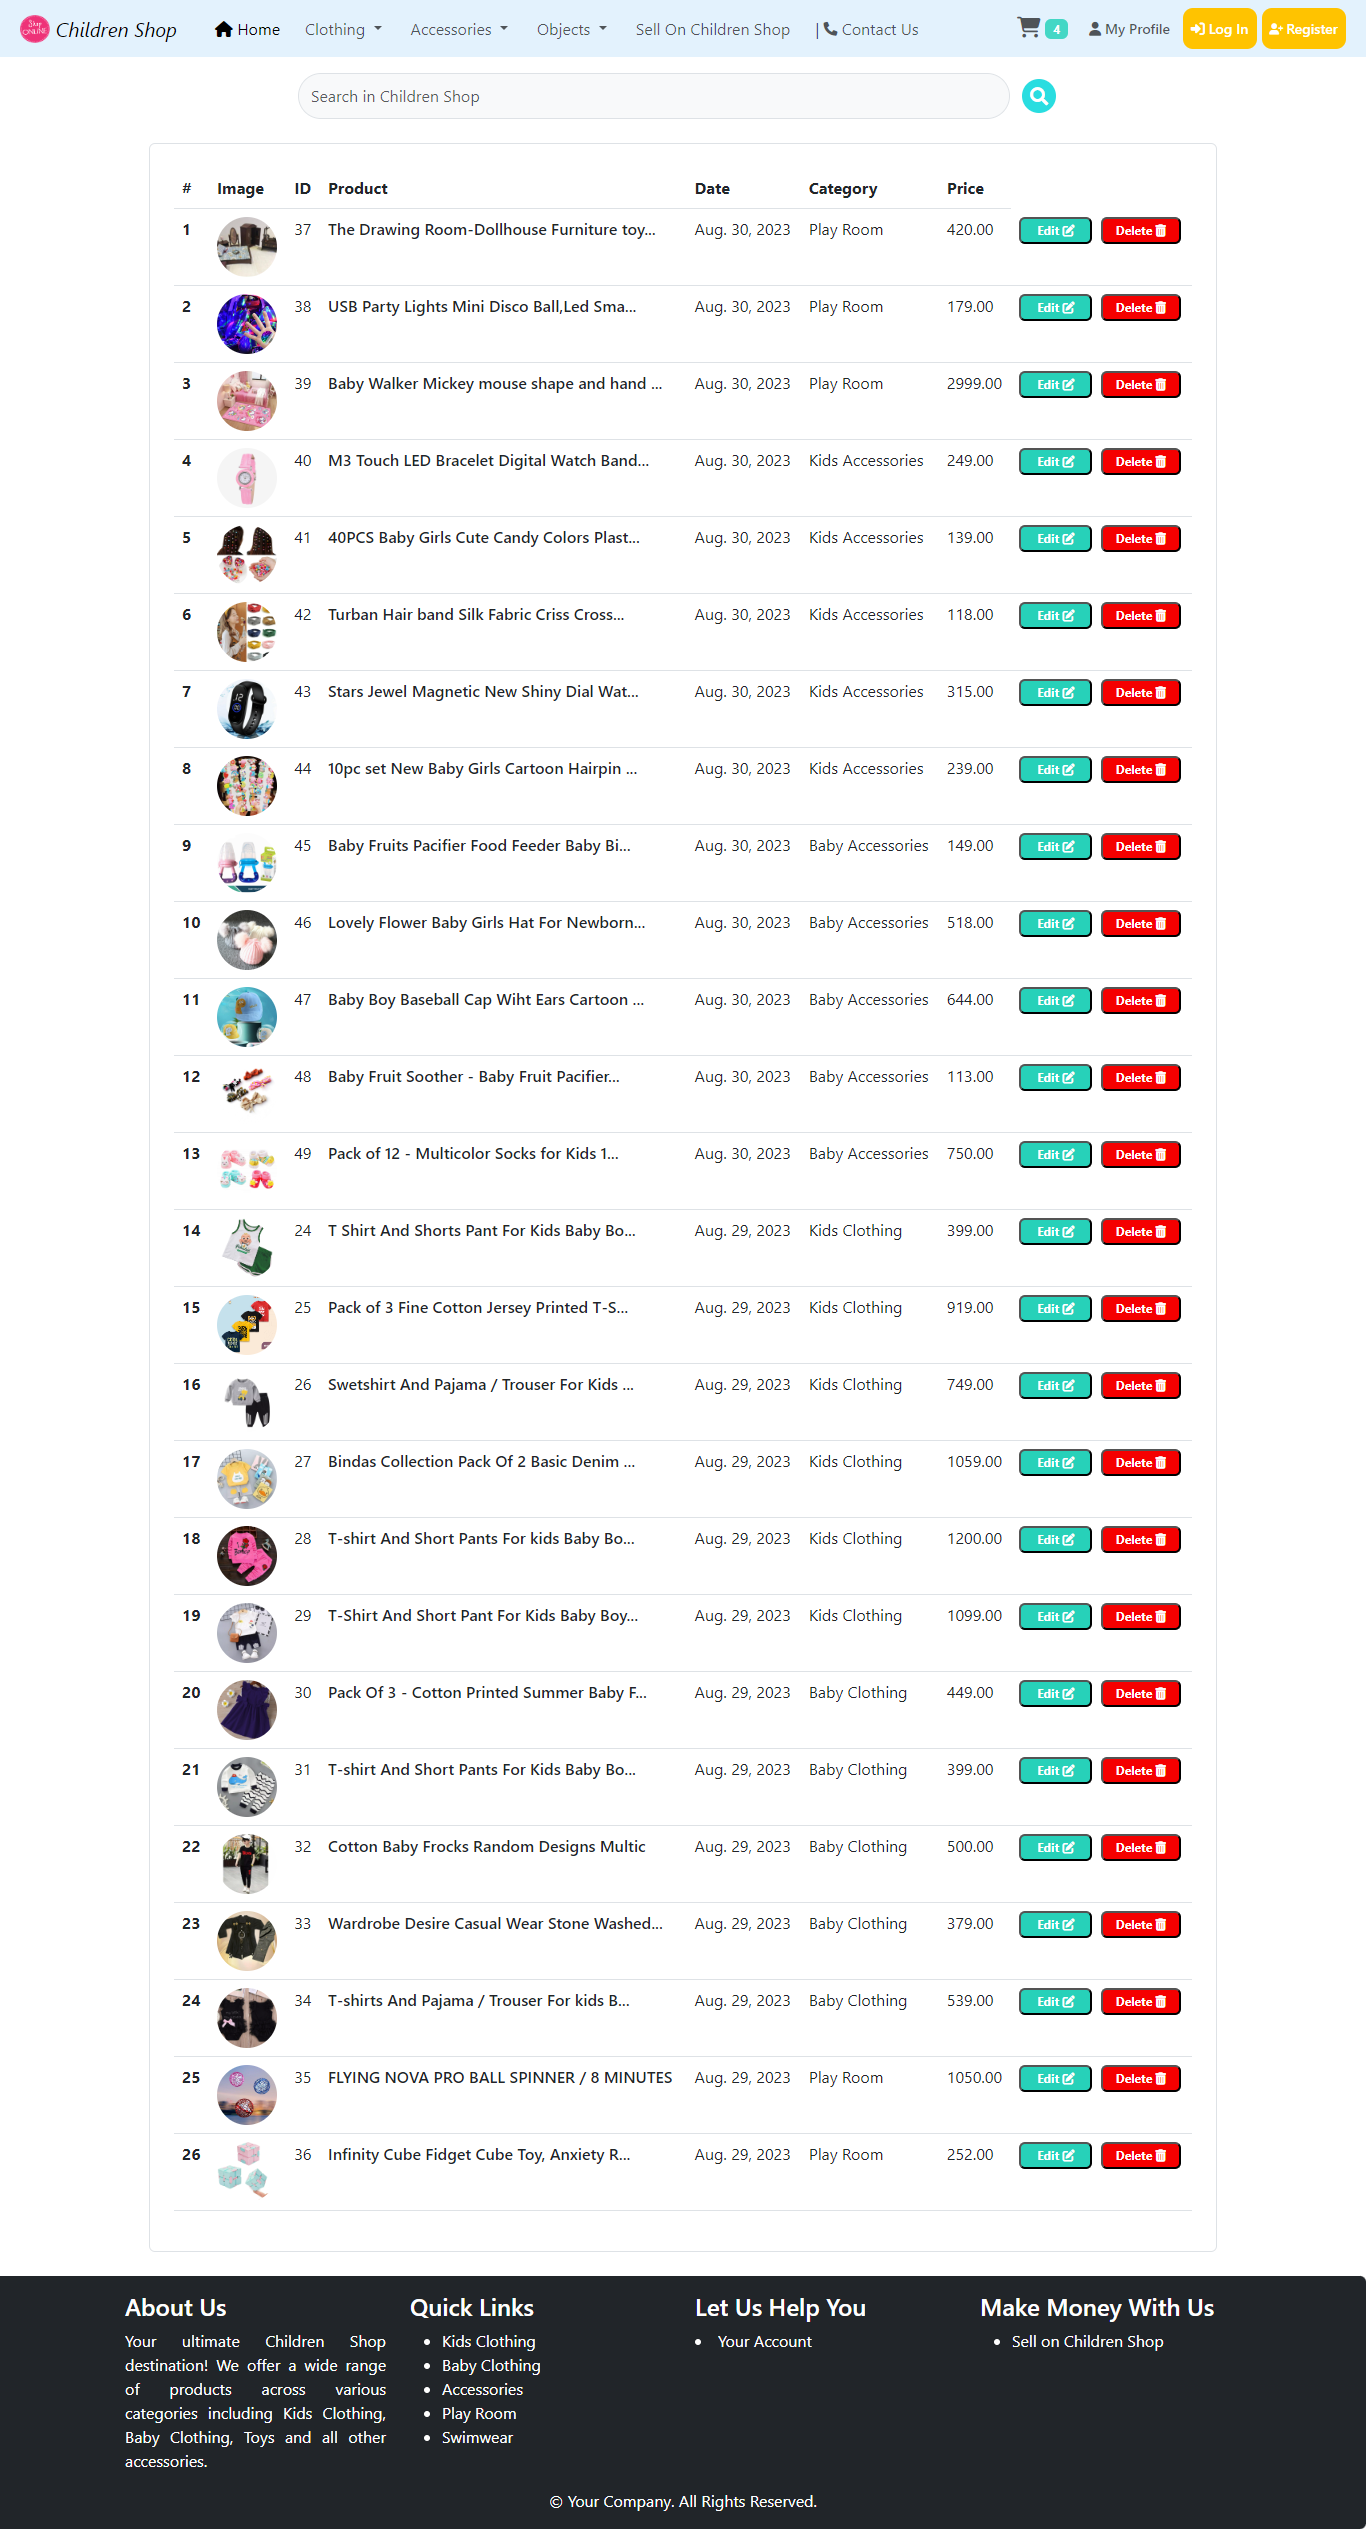 Shop ONLINE Children Shop Home Clothing Accessories Objects Sell On Children Shop | Contact Us 4 My Profile Log In Register
Search in Children Shop
# Image ID Product Date Category Price
1 37 The Drawing Room-Dollhouse Furniture toy... Aug. 30, 2023 Play Room 420.00 Edit Delete
2 38 USB Party Lights Mini Disco Ball,Led Sma... Aug. 30, 2023 Play Room 179.00 Edit Delete
3 39 Baby Walker Mickey mouse shape and hand ... Aug. 30, 2023 Play Room 2999.00 Edit Delete
4 40 M3 Touch LED Bracelet Digital Watch Band... Aug. 30, 2023 Kids Accessories 249.00 Edit Delete
5 41 40PCS Baby Girls Cute Candy Colors Plast... Aug. 30, 2023 Kids Accessories 139.00 Edit Delete
6 42 Turban Hair band Silk Fabric Criss Cross... Aug. 30, 2023 Kids Accessories 118.00 Edit Delete
7 43 Stars Jewel Magnetic New Shiny Dial Wat... Aug. 30, 2023 Kids Accessories 315.00 Edit Delete
8 44 10pc set New Baby Girls Cartoon Hairpin ... Aug. 30, 2023 Kids Accessories 239.00 Edit Delete
9 45 Baby Fruits Pacifier Food Feeder Baby Bi... Aug. 30, 2023 Baby Accessories 149.00 Edit Delete
10 46 Lovely Flower Baby Girls Hat For Newborn... Aug. 30, 2023 Baby Accessories 518.00 Edit Delete
11 47 Baby Boy Baseball Cap Wiht Ears Cartoon ... Aug. 30, 2023 Baby Accessories 644.00 Edit Delete
12 48 Baby Fruit Soother - Baby Fruit Pacifier... Aug. 30, 2023 Baby Accessories 113.00 Edit Delete
13 49 Pack of 12 - Multicolor Socks for Kids 1... Aug. 30, 2023 Baby Accessories 750.00 Edit Delete
14 24 T Shirt And Shorts Pant For Kids Baby Bo... Aug. 29, 2023 Kids Clothing 399.00 Edit Delete
15 25 Pack of 3 Fine Cotton Jersey Printed T-S... Aug. 29, 2023 Kids Clothing 919.00 Edit Delete
16 26 Swetshirt And Pajama / Trouser For Kids ... Aug. 29, 2023 Kids Clothing 749.00 Edit Delete
17 27 Bindas Collection Pack Of 2 Basic Denim ... Aug. 29, 2023 Kids Clothing 1059.00 Edit Delete
18 28 T-shirt And Short Pants For kids Baby Bo... Aug. 29, 2023 Kids Clothing 1200.00 Edit Delete
19 29 T-Shirt And Short Pant For Kids Baby Boy... Aug. 29, 2023 Kids Clothing 1099.00 Edit Delete
20 30 Pack Of 3 - Cotton Printed Summer Baby F... Aug. 29, 2023 Baby Clothing 449.00 Edit Delete
21 31 T-shirt And Short Pants For Kids Baby Bo... Aug. 29, 2023 Baby Clothing 399.00 Edit Delete
22 32 Cotton Baby Frocks Random Designs Multic Aug. 29, 2023 Baby Clothing 500.00 Edit Delete
23 33 Wardrobe Desire Casual Wear Stone Washed... Aug. 29, 2023 Baby Clothing 379.00 Edit Delete
24 34 T-shirts And Pajama / Trouser For kids B... Aug. 29, 2023 Baby Clothing 539.00 Edit Delete
25 35 FLYING NOVA PRO BALL SPINNER / 8 MINUTES Aug. 29, 2023 Play Room 1050.00 Edit Delete
26 36 Infinity Cube Fidget Cube Toy, Anxiety R... Aug. 29, 2023 Play Room 252.00 Edit Delete
About Us
Your ultimate Children Shop
destination! We offer a wide range
of products across various
categories including Kids Clothing,
Baby Clothing, Toys and all other
accessories.
Quick Links
• Kids Clothing
• Baby Clothing
• Accessories
• Play Room
• Swimwear
Let Us Help You
• Your Account
Make Money With Us
• Sell on Children Shop
© Your Company. All Rights Reserved.